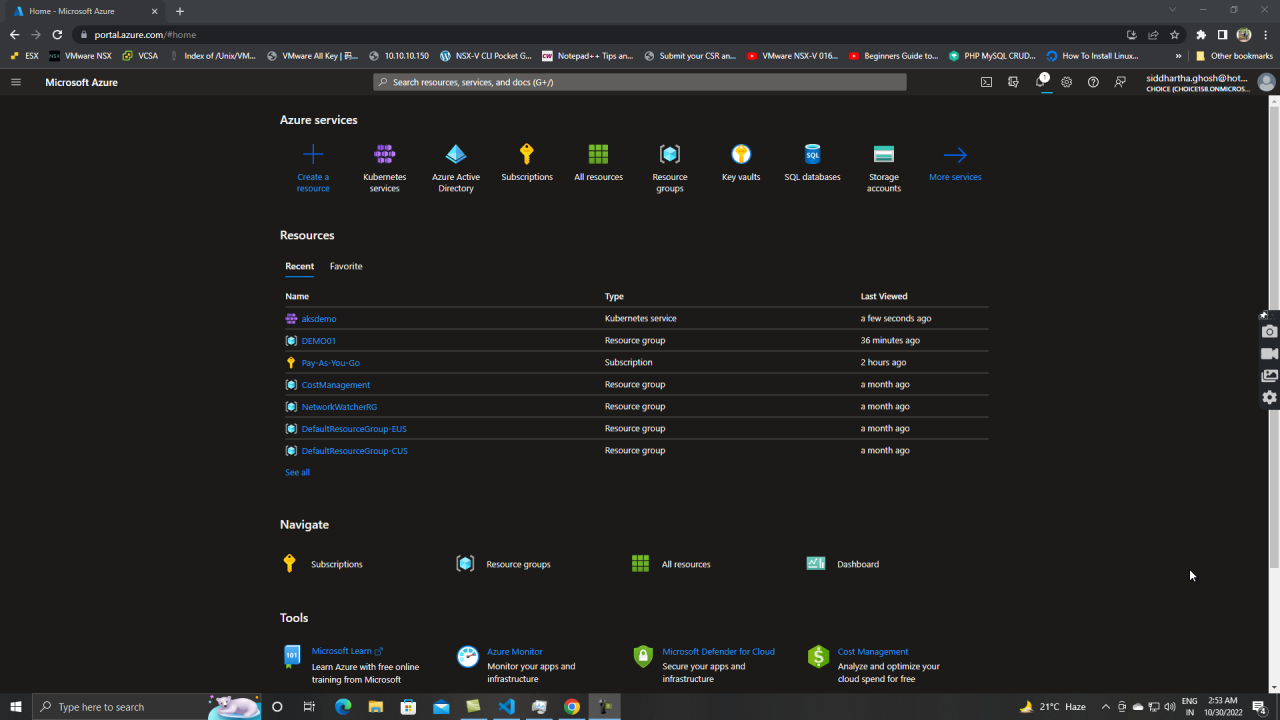 Home - Microsoft Azure
portal.azure.com/#home
ESX
VMware NSX
VCSA
Index of /Unix/VM...
VMware All Key | 昀...
10.10.10.150
NSX-V CLI Pocket G...
Notepad++ Tips an...
Submit your CSR an...
VMware NSX-V 016...
Beginners Guide to...
PHP MySQL CRUD...
How To Install Linux...
»
Other bookmarks
Microsoft Azure
Search resources, services, and docs (G+/)
1
siddhartha.ghosh@hot...
CHOICE (CHOICE158.ONMICROS...
Azure services
Create a resource
Kubernetes services
Azure Active Directory
Subscriptions
All resources
Resource groups
Key vaults
SQL
SQL databases
Storage accounts
More services
Resources
Recent
Favorite
Name
Type
Last Viewed
aksdemo
Kubernetes service
a few seconds ago
DEMO01
Resource group
36 minutes ago
Pay-As-You-Go
Subscription
2 hours ago
CostManagement
Resource group
a month ago
NetworkWatcherRG
Resource group
a month ago
DefaultResourceGroup-EUS
Resource group
a month ago
DefaultResourceGroup-CUS
Resource group
a month ago
See all
Navigate
Subscriptions
Resource groups
All resources
Dashboard
Tools
101
Microsoft Learn
Learn Azure with free online
training from Microsoft
Azure Monitor
Monitor your apps and
infrastructure
Microsoft Defender for Cloud
Secure your apps and
infrastructure
Cost Management
Analyze and optimize your
cloud spend for free
Type here to search
21°C Haze
ENG
IN
2:53 AM
10/30/2022